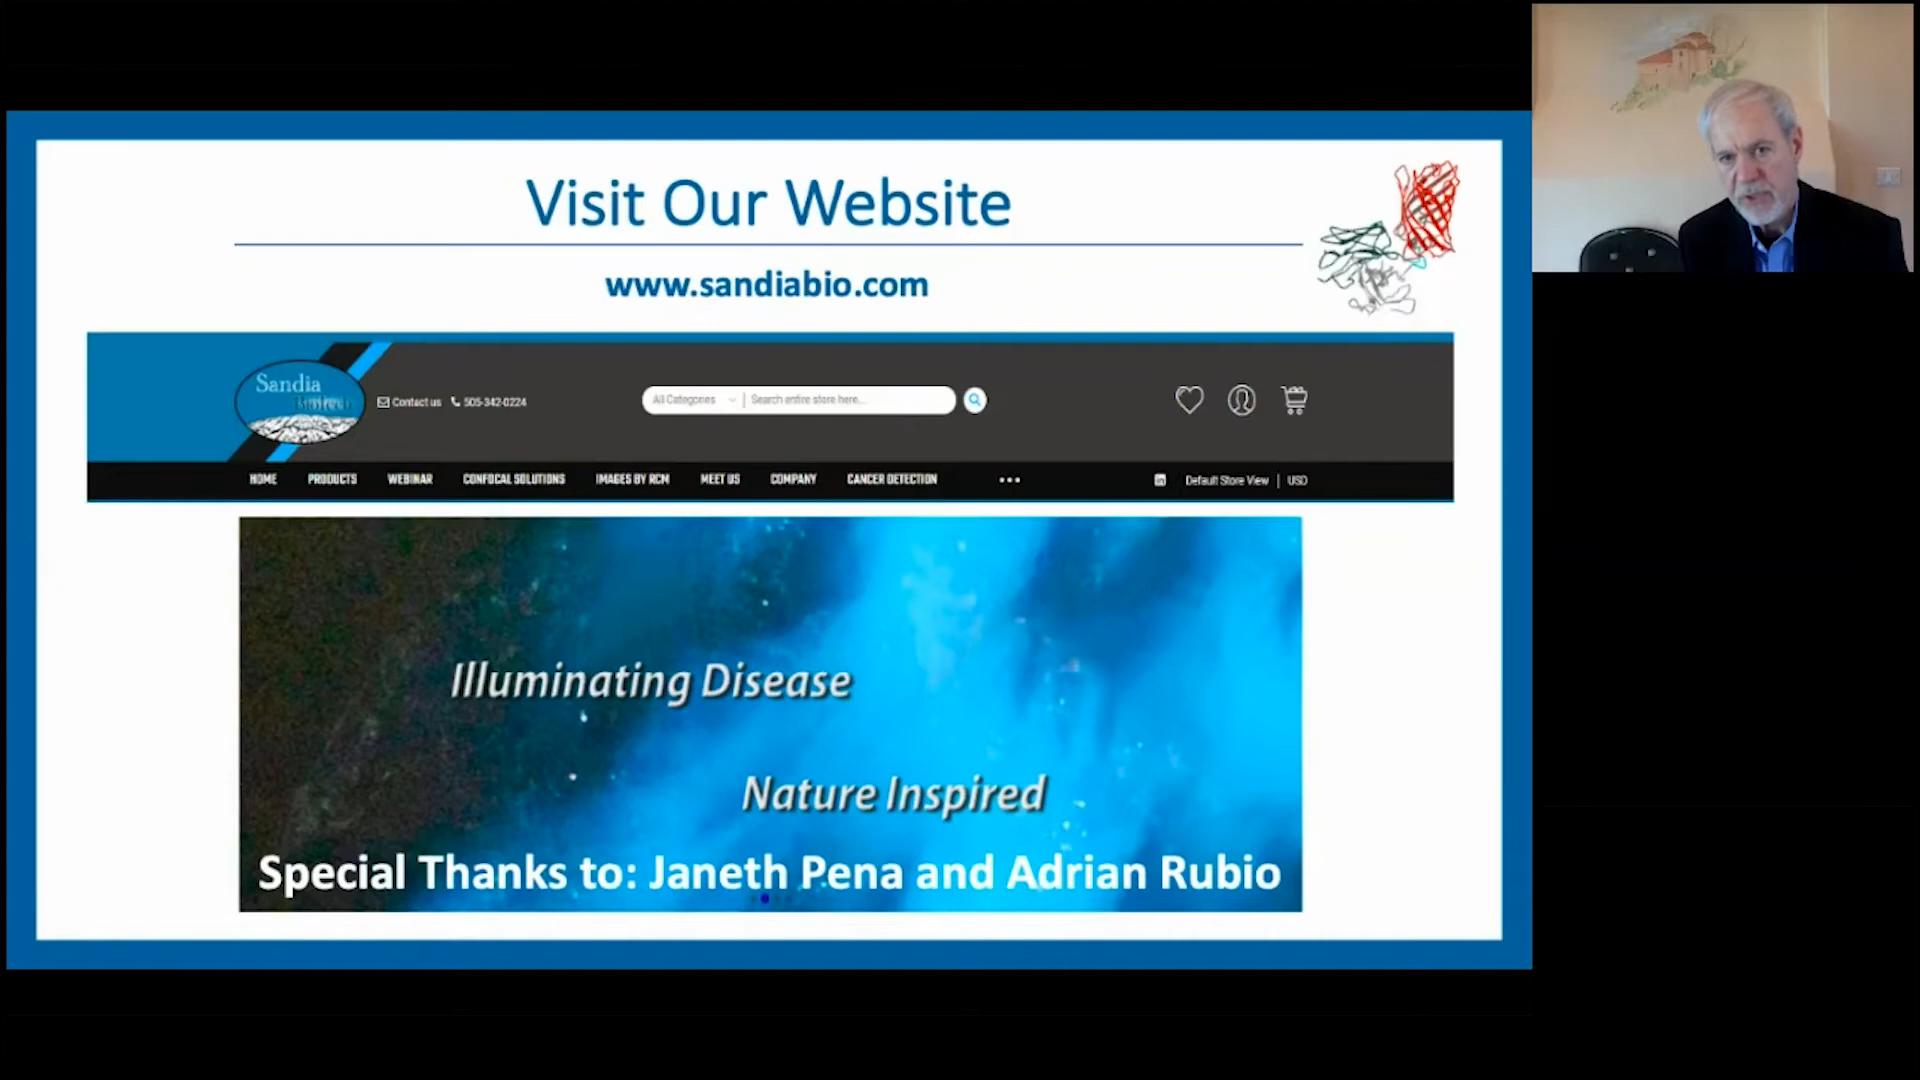 Visit Our Website
www.sandiabio.com
Sandia
Biotech
Contact us 505-342-0224
All Categories Search entire store here...
HOME PRODUCTS WEBINAR CONFOCAL SOLUTIONS IMAGES BY RCM MEET US COMPANY CANCER DETECTION ••• in Default Store View | USD
Illuminating Disease
Nature Inspired
Special Thanks to: Janeth Pena and Adrian Rubio